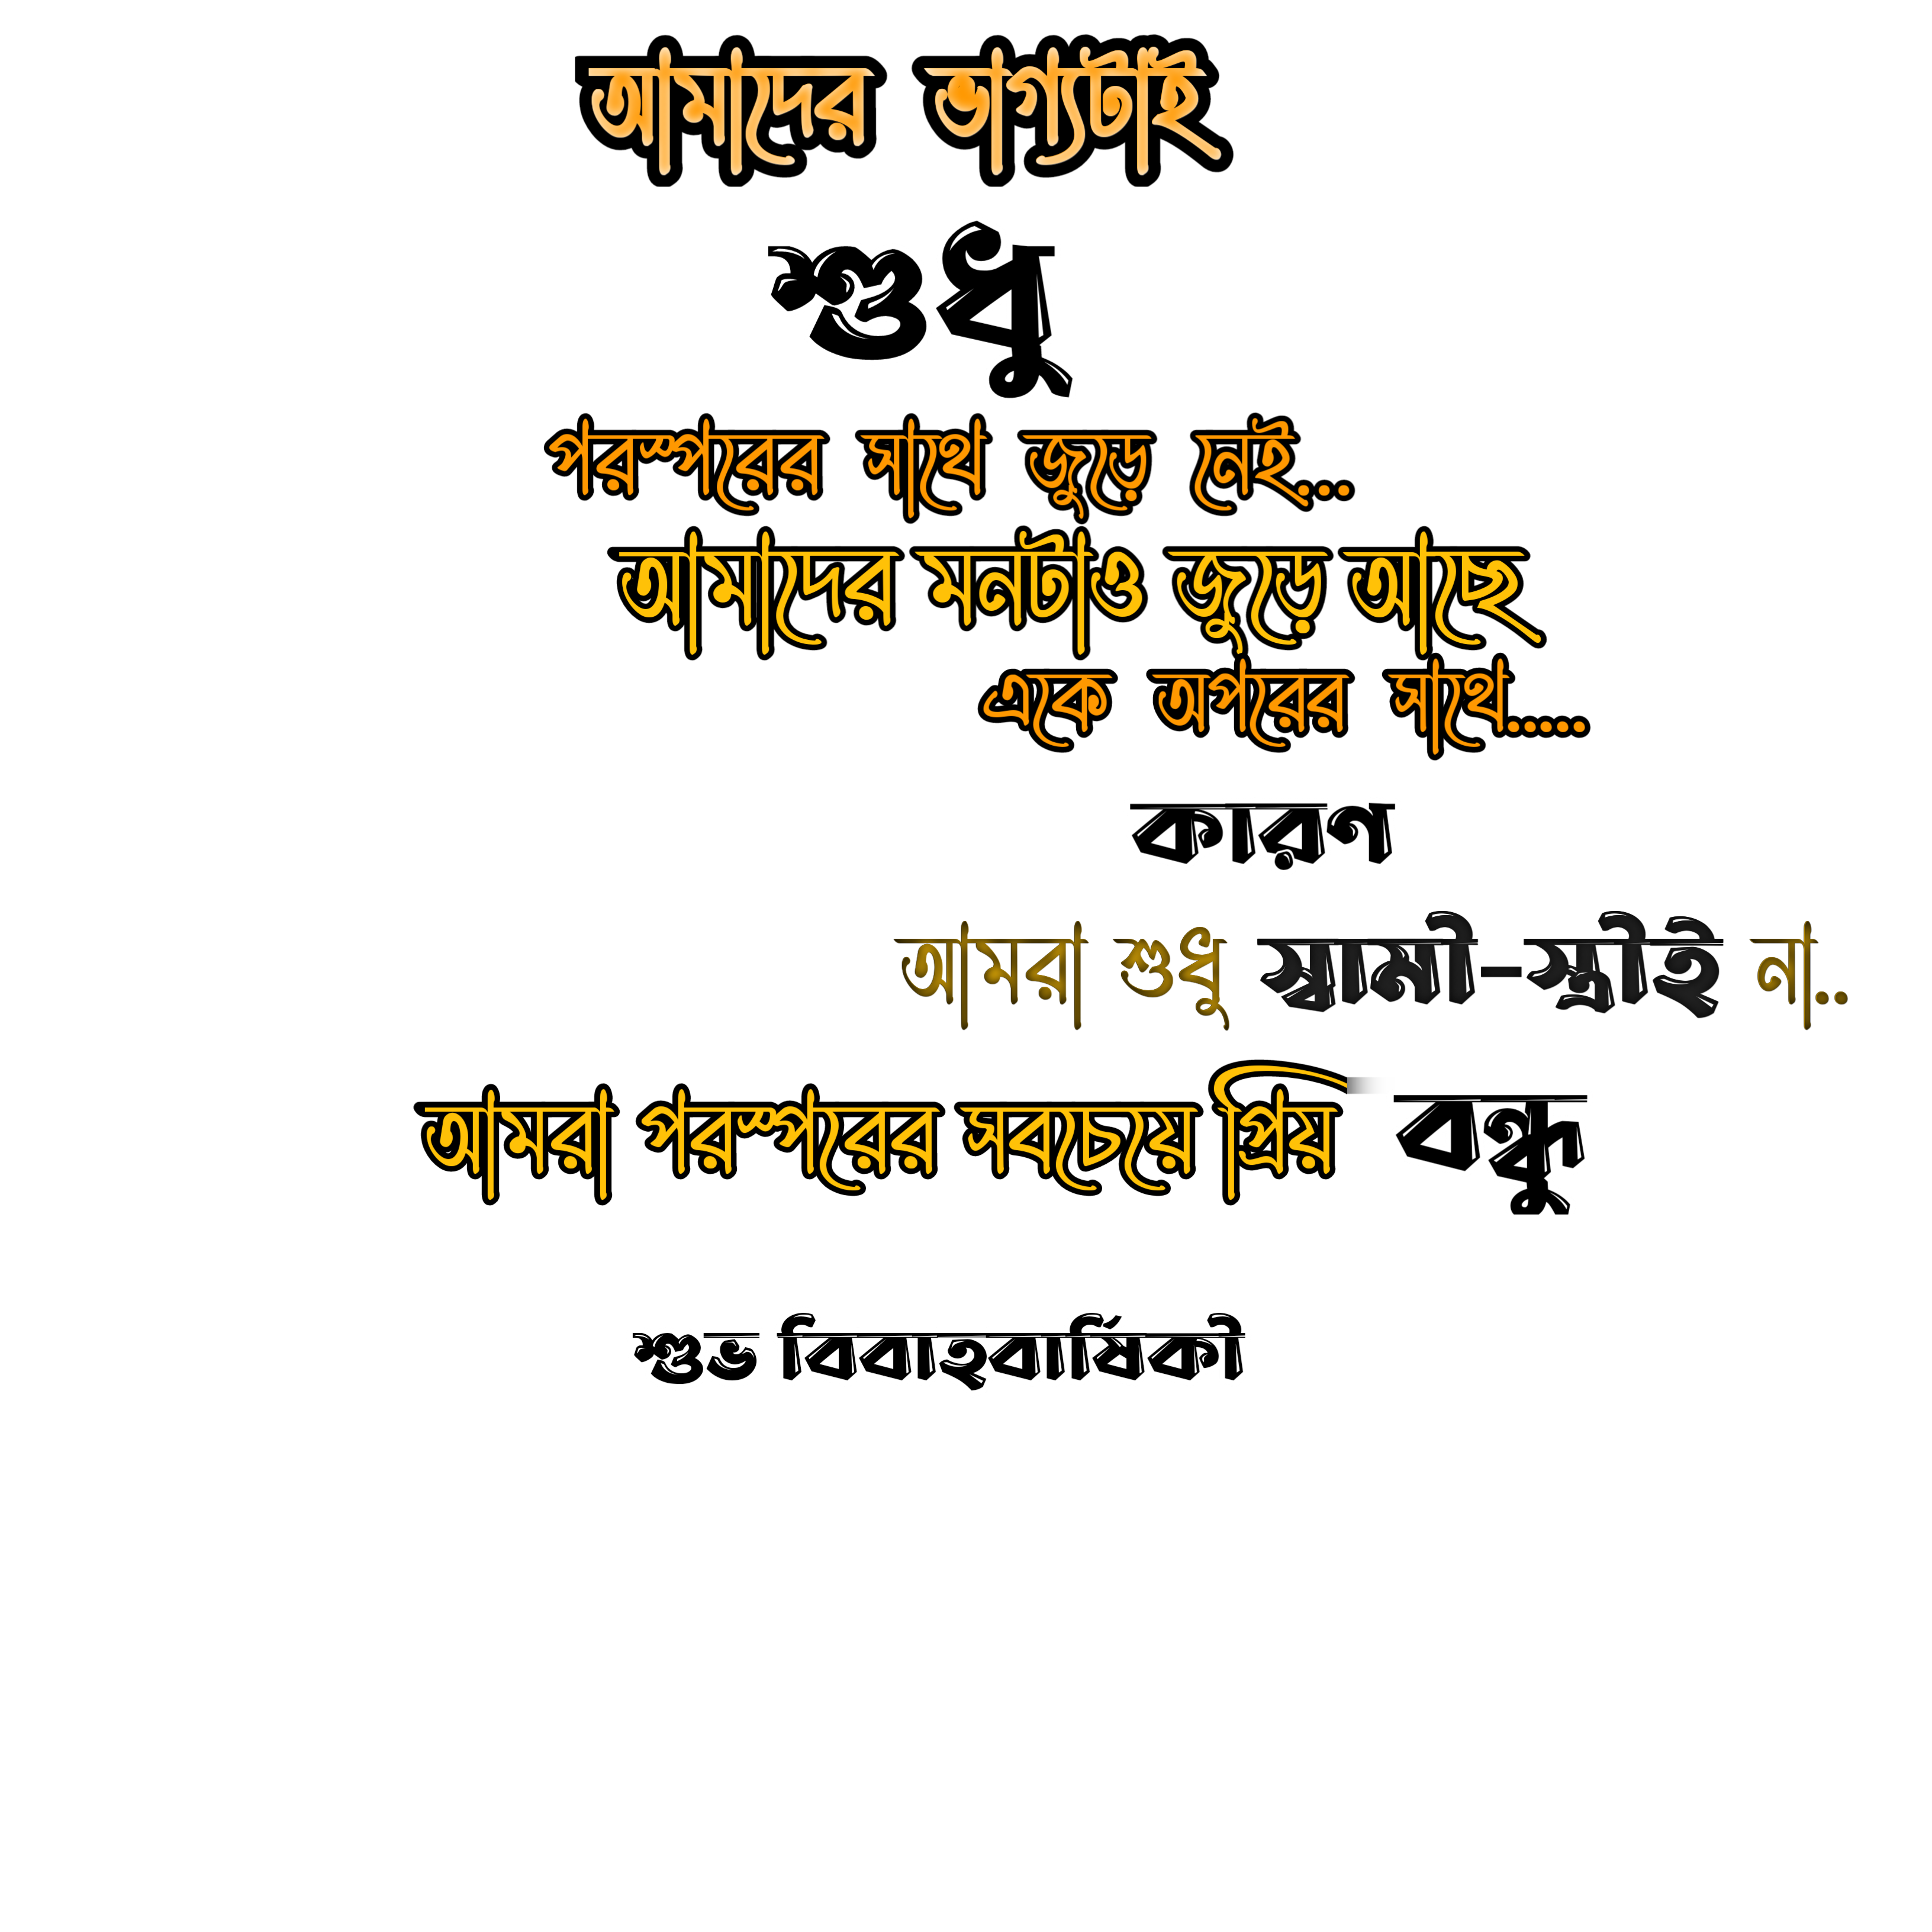 আমাদের ভাগ্যটাই
শুধু
পরস্পরের সাথে জুড়ে নেই...
আমাদের মনটাও জুড়ে আছে
একে অপরের সাথে......
কারণ
আমরা শুধু স্বামী-স্ত্রীই না..
আমরা পরস্পরের সবচেয়ে প্রিয় বন্ধু
শুভ বিবাহবার্ষিকী